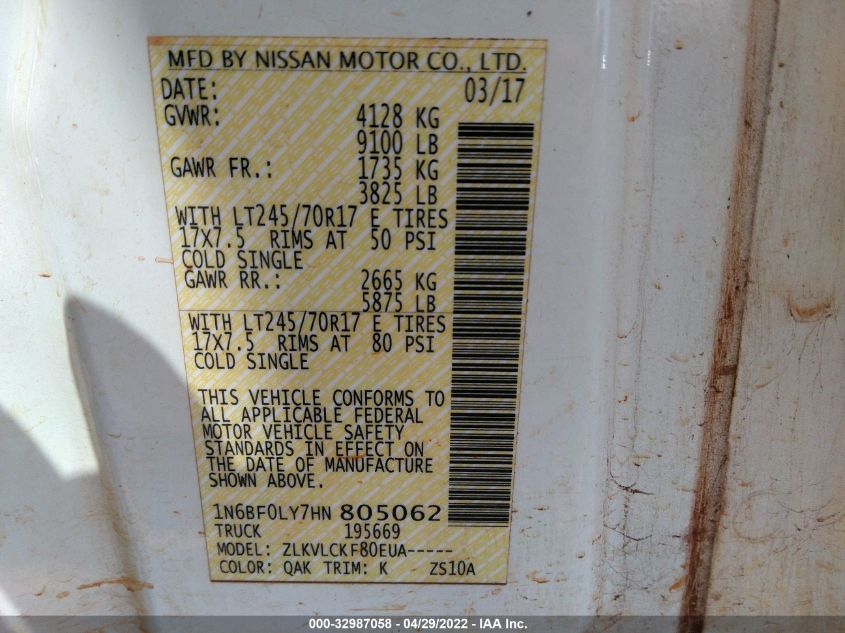 MFD BY NISSAN MOTOR CO., LTD.
DATE: 03/17
GVWR: 4128 KG
9100 LB
GAWR FR.: 1735 KG
3825 LB
WITH LT245/70R17 E TIRES
17X7.5 RIMS AT 50 PSI
COLD SINGLE
GAWR RR.: 2665 KG
5875 LB
WITH LT245/70R17 E TIRES
17X7.5 RIMS AT 80 PSI
COLD SINGLE
THIS VEHICLE CONFORMS TO
ALL APPLICABLE FEDERAL
MOTOR VEHICLE SAFETY
STANDARDS IN EFFECT ON
THE DATE OF MANUFACTURE
SHOWN ABOVE.
1N6BF0LY7HN 805062
TRUCK 195669
MODEL: ZLKVLCKF80EUA-----
COLOR: QAK TRIM: K ZS10A
000-32987058 - 04/29/2022 - IAA Inc.